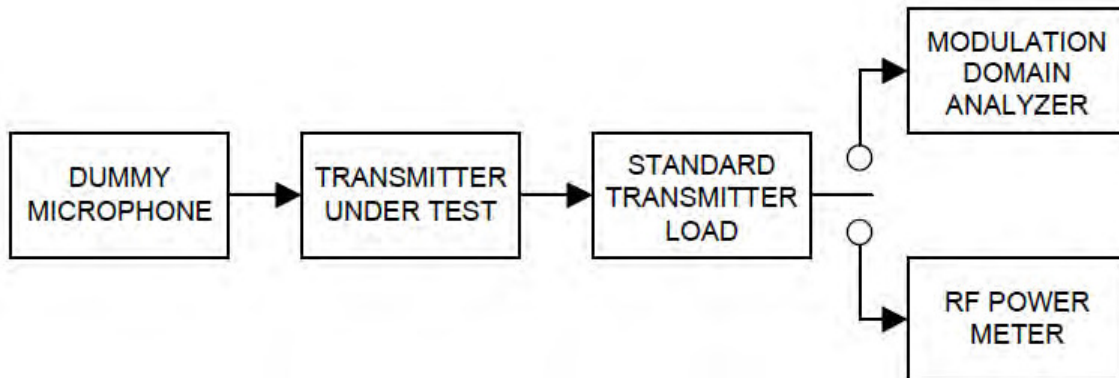 DUMMY
MICROPHONE
TRANSMITTER
UNDER TEST
STANDARD
TRANSMITTER
LOAD
MODULATION
DOMAIN
ANALYZER
RF POWER
METER